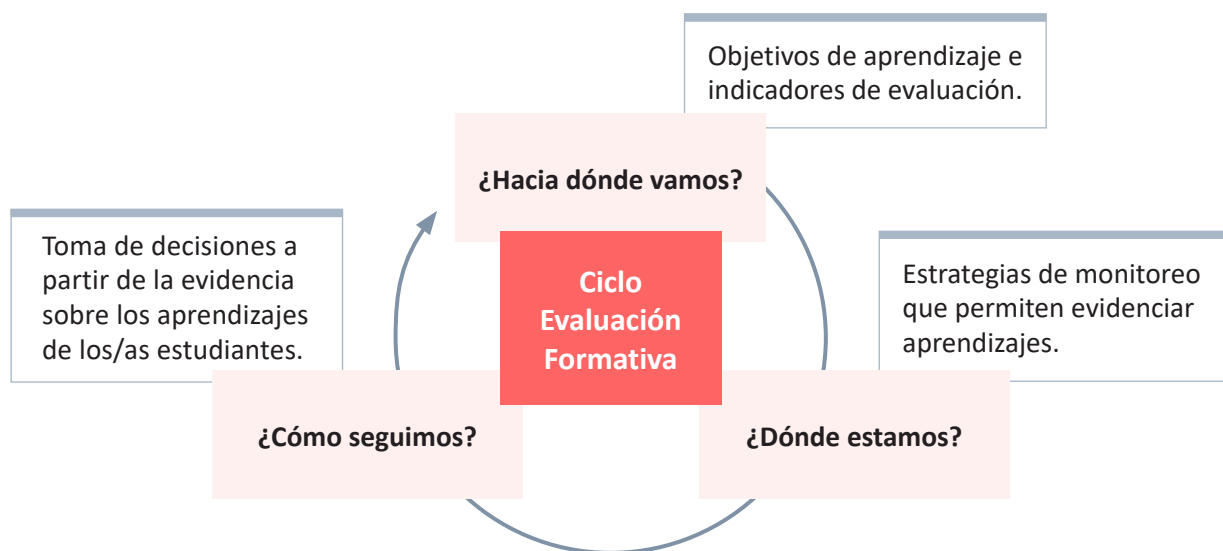 Objetivos de aprendizaje e
indicadores de evaluación.
¿Hacia dónde vamos?
Toma de decisiones a
partir de la evidencia
sobre los aprendizajes
de los/as estudiantes.
Ciclo
Evaluación
Formativa
Estrategias de monitoreo
que permiten evidenciar
aprendizajes.
¿Cómo seguimos?
¿Dónde estamos?